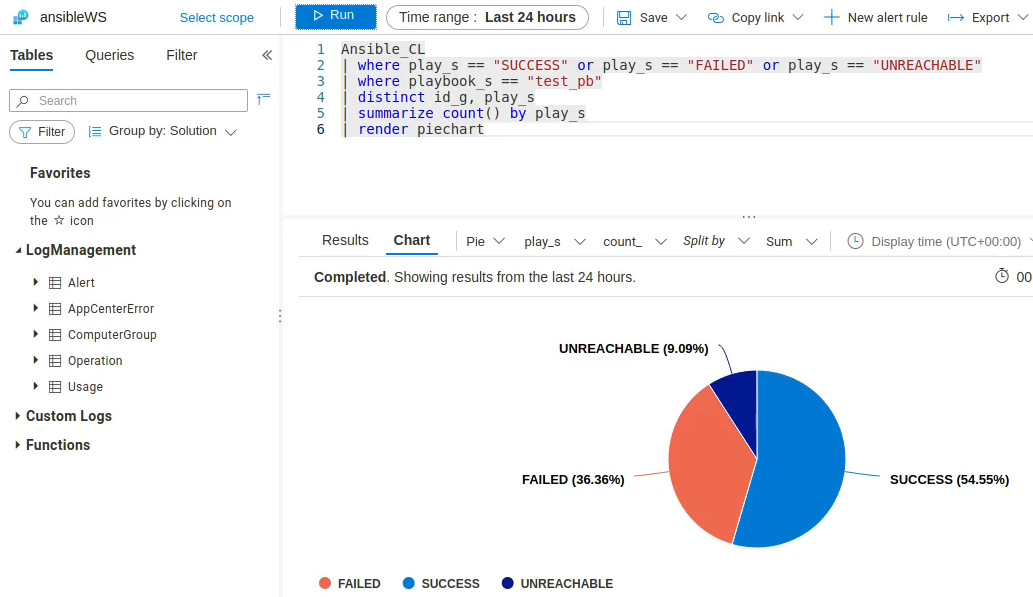 ansibleWS
Select scope
Run
Time range : Last 24 hours
Save
Copy link
New alert rule
Export
Tables
Queries
Filter
Search
Filter
Group by: Solution
Favorites
You can add favorites by clicking on
the ☆ icon
LogManagement
Alert
AppCenterError
ComputerGroup
Operation
Usage
Custom Logs
Functions
1 Ansible_CL
2 | where play_s == "SUCCESS" or play_s == "FAILED" or play_s == "UNREACHABLE"
3 | where playbook_s == "test_pb"
4 | distinct id_g, play_s
5 | summarize count() by play_s
6 | render piechart
Results
Chart
Pie
play_s
count_
Split by
Sum
Display time (UTC+00:00)
Completed. Showing results from the last 24 hours.
00
UNREACHABLE (9.09%)
FAILED (36.36%)
SUCCESS (54.55%)
FAILED
SUCCESS
UNREACHABLE